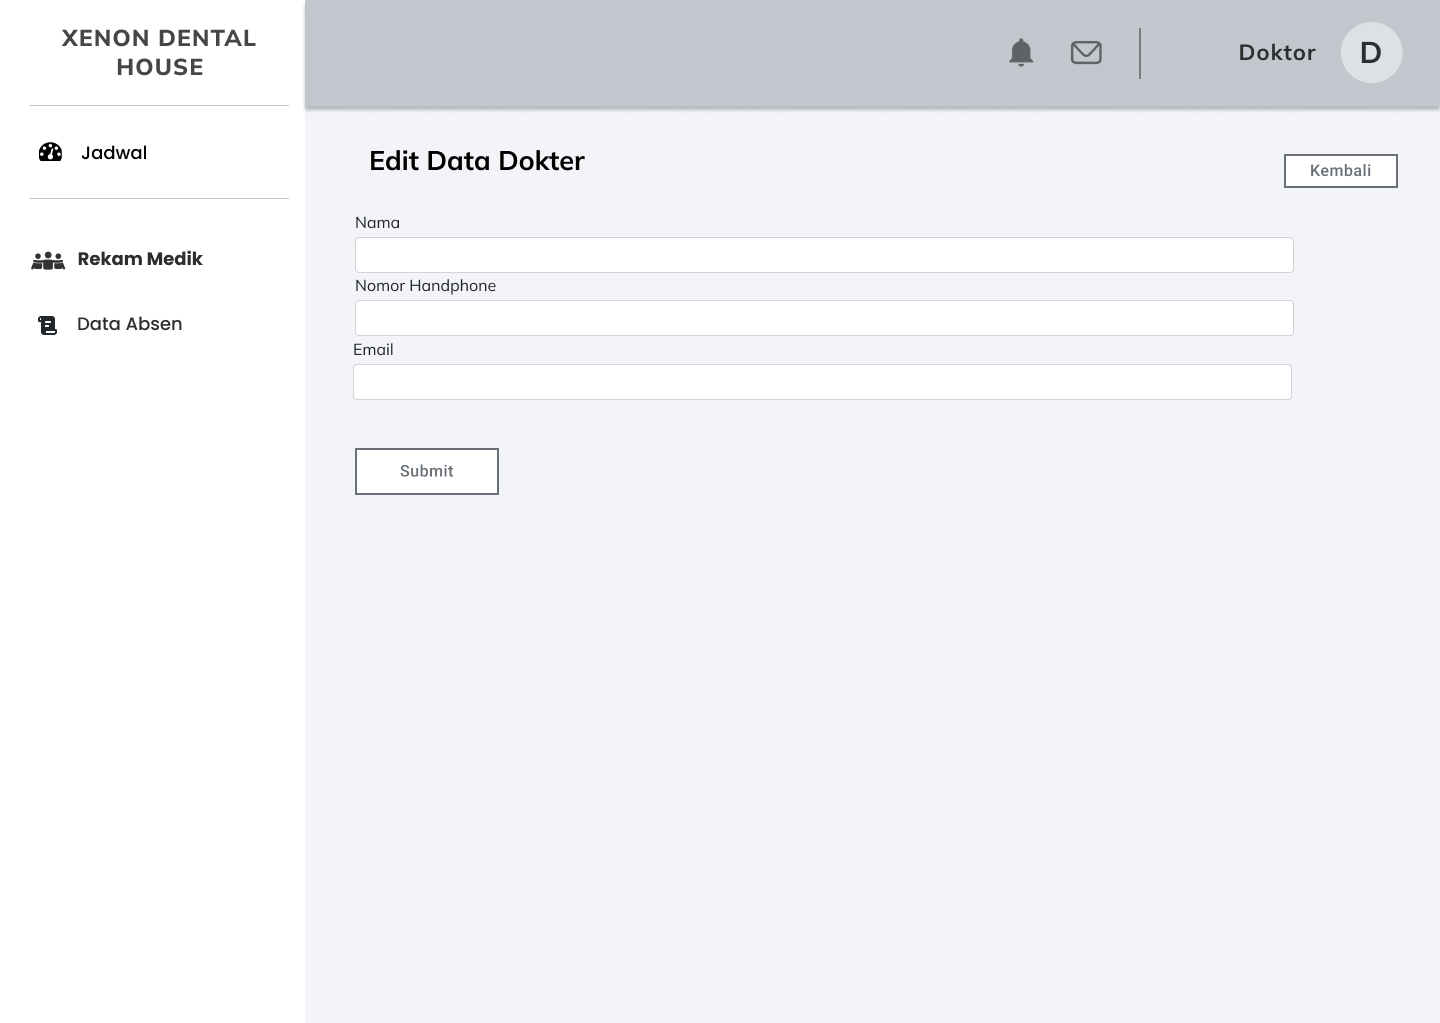 XENON DENTAL
HOUSE
Jadwal
Rekam Medik
Data Absen
Doktor
D
Edit Data Dokter
Kembali
Nama
Nomor Handphone
Email
Submit